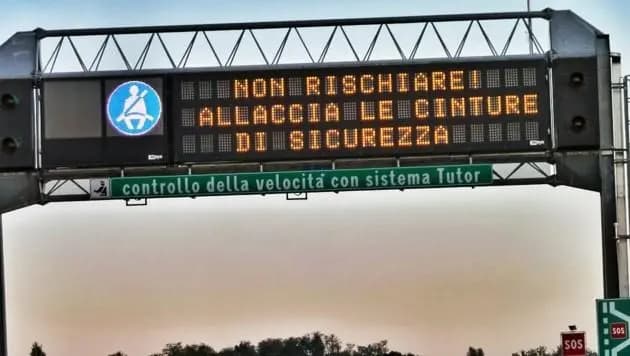 NON RISCHIARE!
ALLACCIA LE CINTURE
DI SICUREZZA
controllo della velocità con sistema Tutor
SOS
SOS